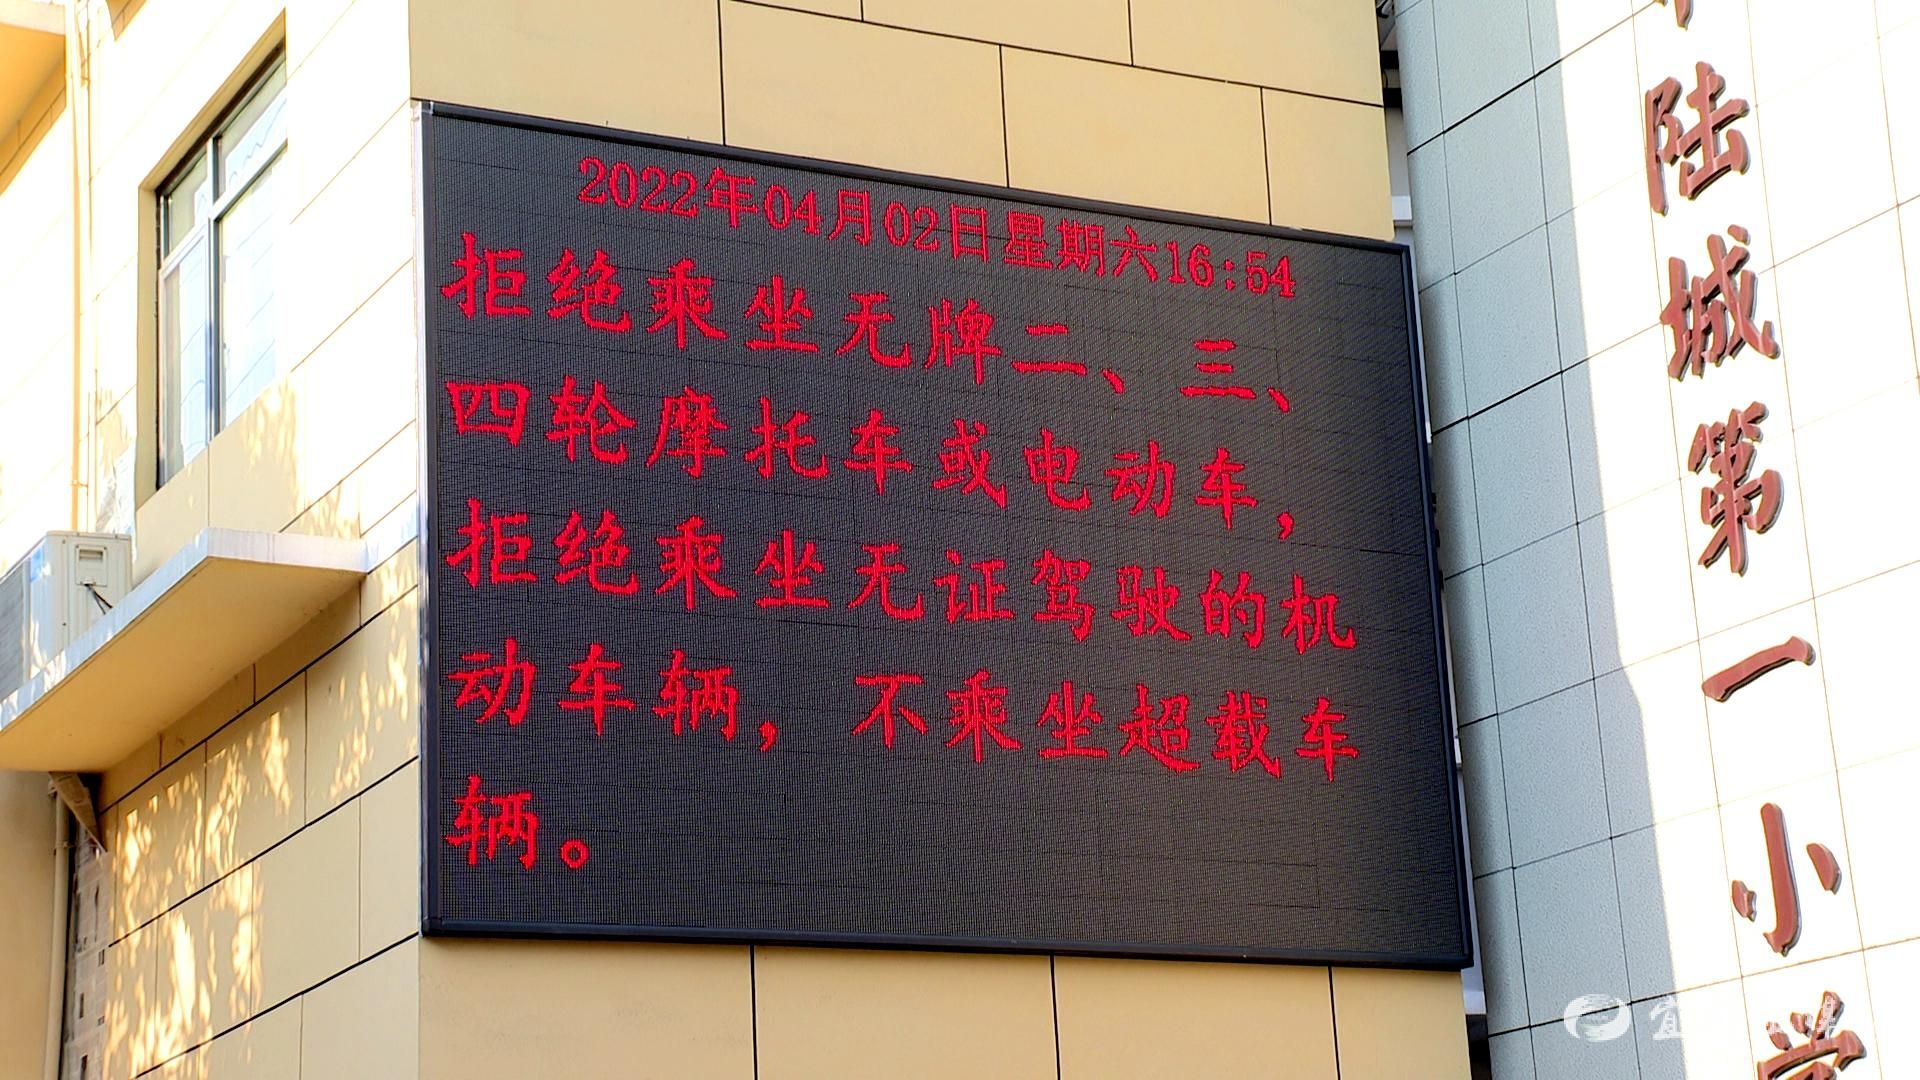 2022年04月02日星期六16:54
拒绝乘坐无牌二、三、
四轮摩托车或电动车，
拒绝乘坐无证驾驶的机
动车辆，不乘坐超载车
辆。
陆城第一小学